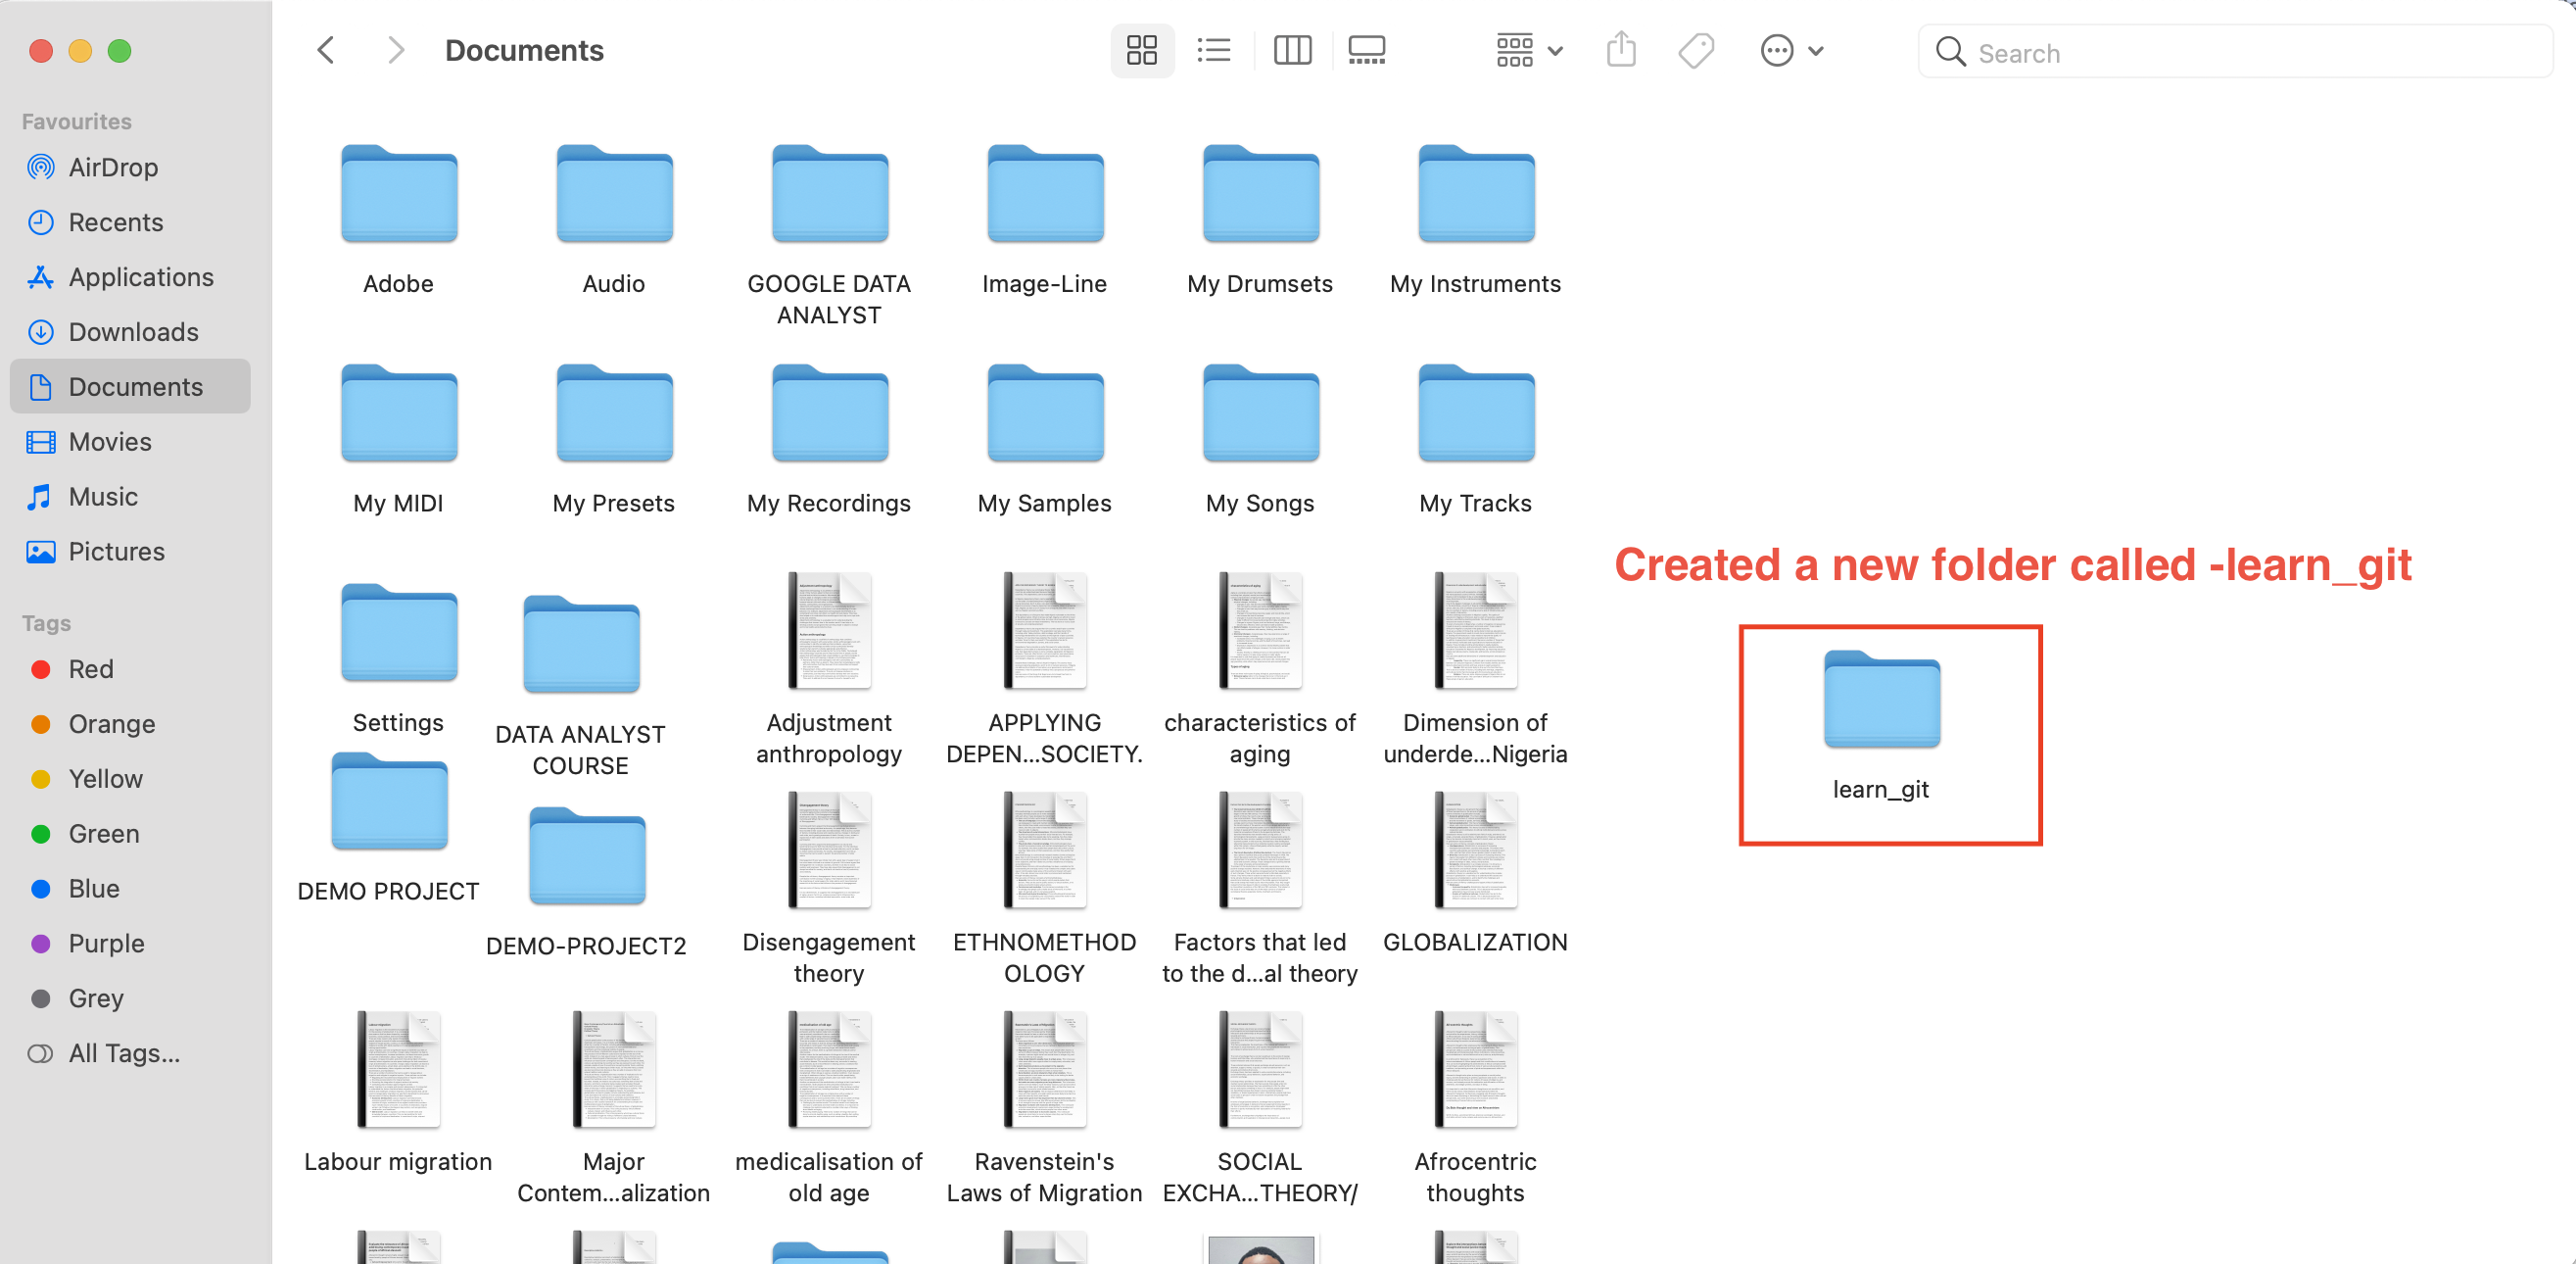 Documents
Search
Favourites
AirDrop
Recents
Applications
Downloads
Documents
Movies
Music
Pictures
Tags
Red
Orange
Yellow
Green
Blue
Purple
Grey
All Tags...
Adobe
Audio
GOOGLE DATA
ANALYST
Image-Line
My Drumsets
My Instruments
My MIDI
My Presets
My Recordings
My Samples
My Songs
My Tracks
Created a new folder called -learn_git
Settings
DATA ANALYST
COURSE
Adjustment
anthropology
APPLYING
DEPEN...SOCIETY.
characteristics of
aging
Dimension of
underde...Nigeria
learn_git
DEMO PROJECT
DEMO-PROJECT2
Disengagement
theory
ETHNOMETHOD
OLOGY
Factors that led
to the d...al theory
GLOBALIZATION
Labour migration
Major
Contem...alization
medicalisation of
old age
Ravenstein's
Laws of Migration
SOCIAL
EXCHA...THEORY/
Afrocentric
thoughts